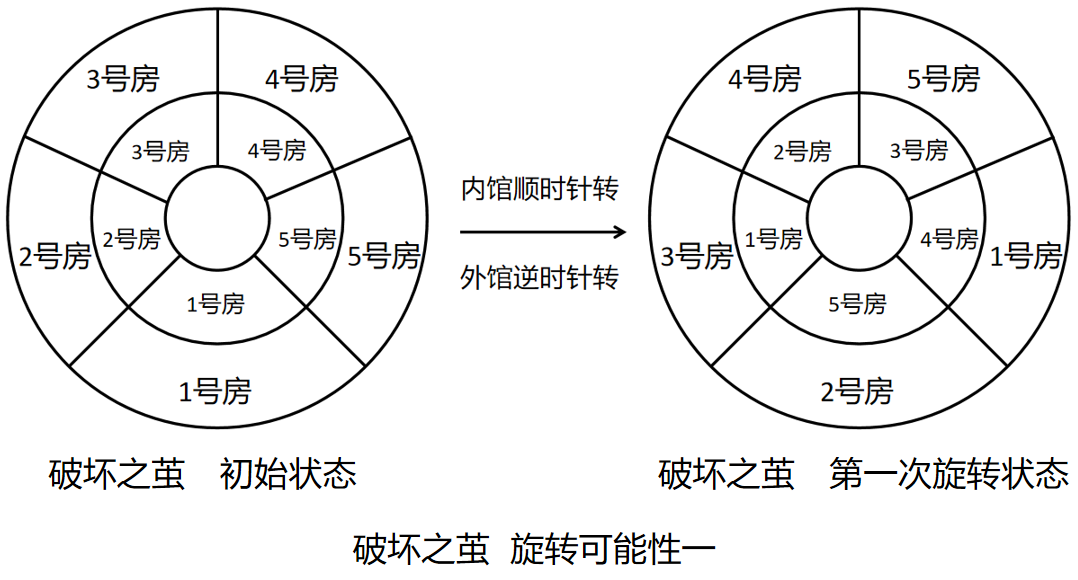 3号房
4号房
3号房
4号房
2号房
2号房
5号房
5号房
1号房
1号房
内馆顺时针转
外馆逆时针转
4号房
5号房
2号房
3号房
3号房
1号房
4号房
1号房
5号房
2号房
破坏之茧 初始状态
破坏之茧 第一次旋转状态
破坏之茧 旋转可能性一